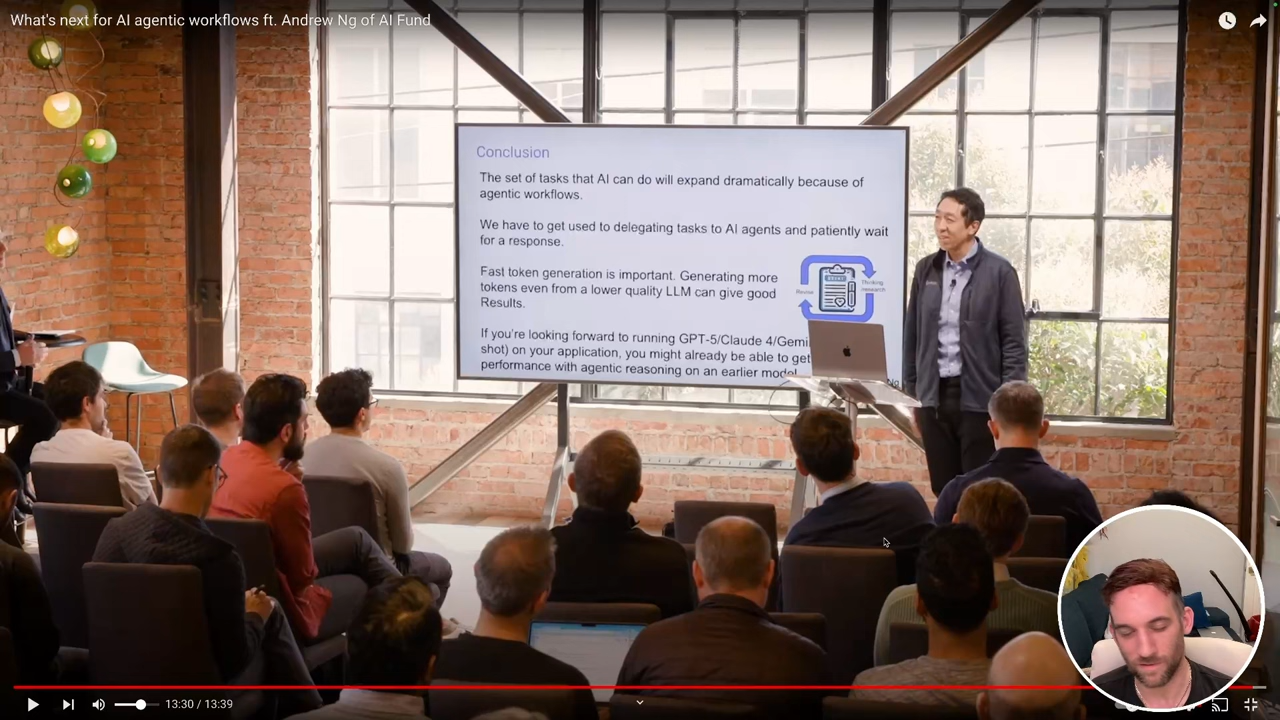 What's next for AI agentic workflows ft. Andrew Ng of AI Fund
Conclusion
The set of tasks that AI can do will expand dramatically because of
agentic workflows.
We have to get used to delegating tasks to AI agents and patiently wait
for a response.
Fast token generation is important. Generating more
tokens even from a lower quality LLM can give good
Results.
Thinking
research
Revise
If you're looking forward to running GPT-5/Claude 4/Gemi
shot) on your application, you might already be able to get
performance with agentic reasoning on an earlier model
13:30 / 13:39